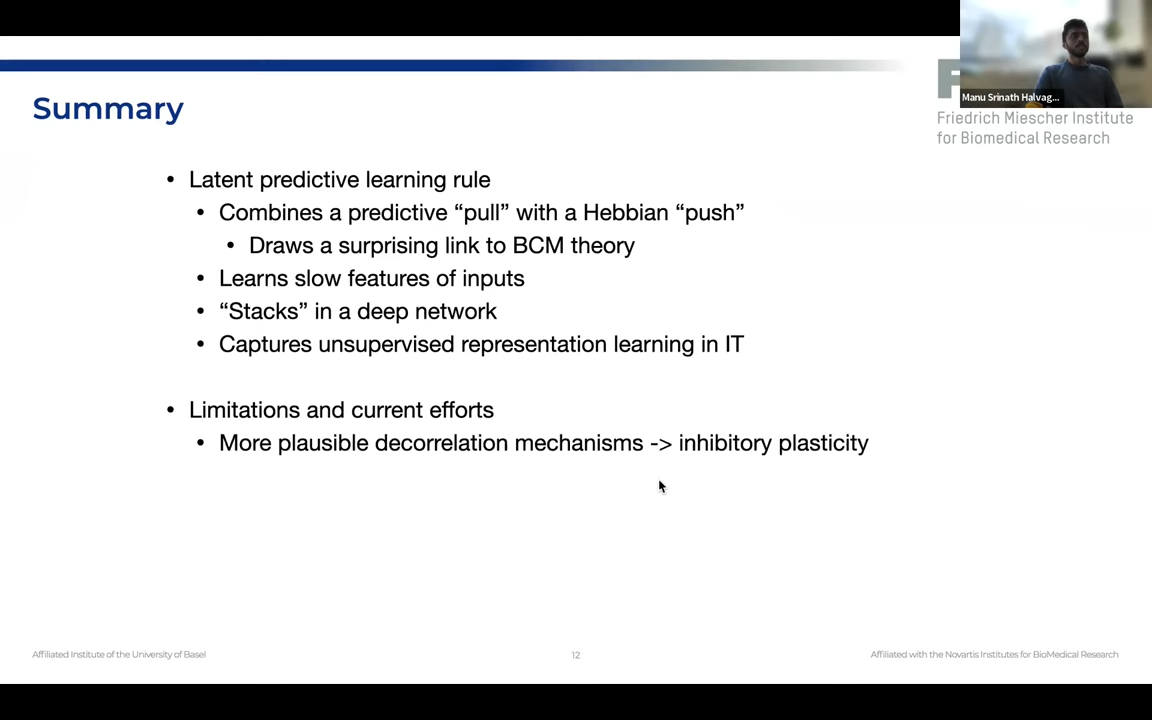 Manu Srinath Halvag...
Summary
F
Friedrich Miescher Institute
for Biomedical Research
• Latent predictive learning rule
• Combines a predictive “pull” with a Hebbian “push”
• Draws a surprising link to BCM theory
• Learns slow features of inputs
• “Stacks” in a deep network
• Captures unsupervised representation learning in IT
• Limitations and current efforts
• More plausible decorrelation mechanisms -> inhibitory plasticity
Affiliated Institute of the University of Basel
12
Affiliated with the Novartis Institutes for BioMedical Research